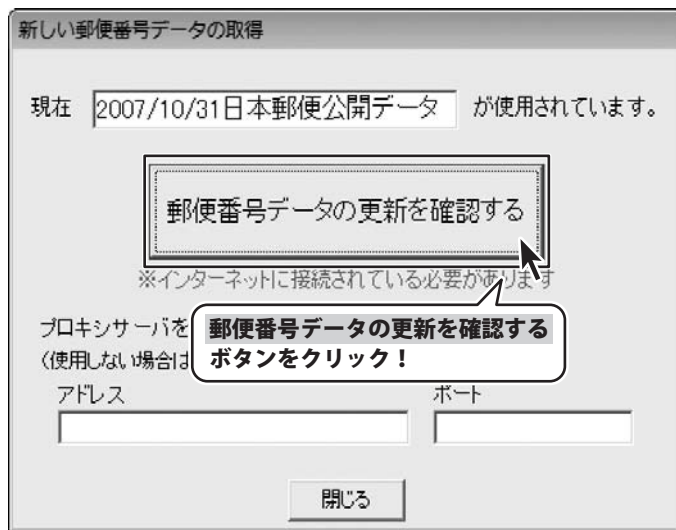 新しい郵便番号データの取得
現在 2007/10/31日本郵便公開データ が使用されています。
郵便番号データの更新を確認する
※インターネットに接続されている必要があります
プロキシサーバを
郵便番号データの更新を確認する
(使用しない場合は
ボタンをクリック！
アドレス ポート
閉じる